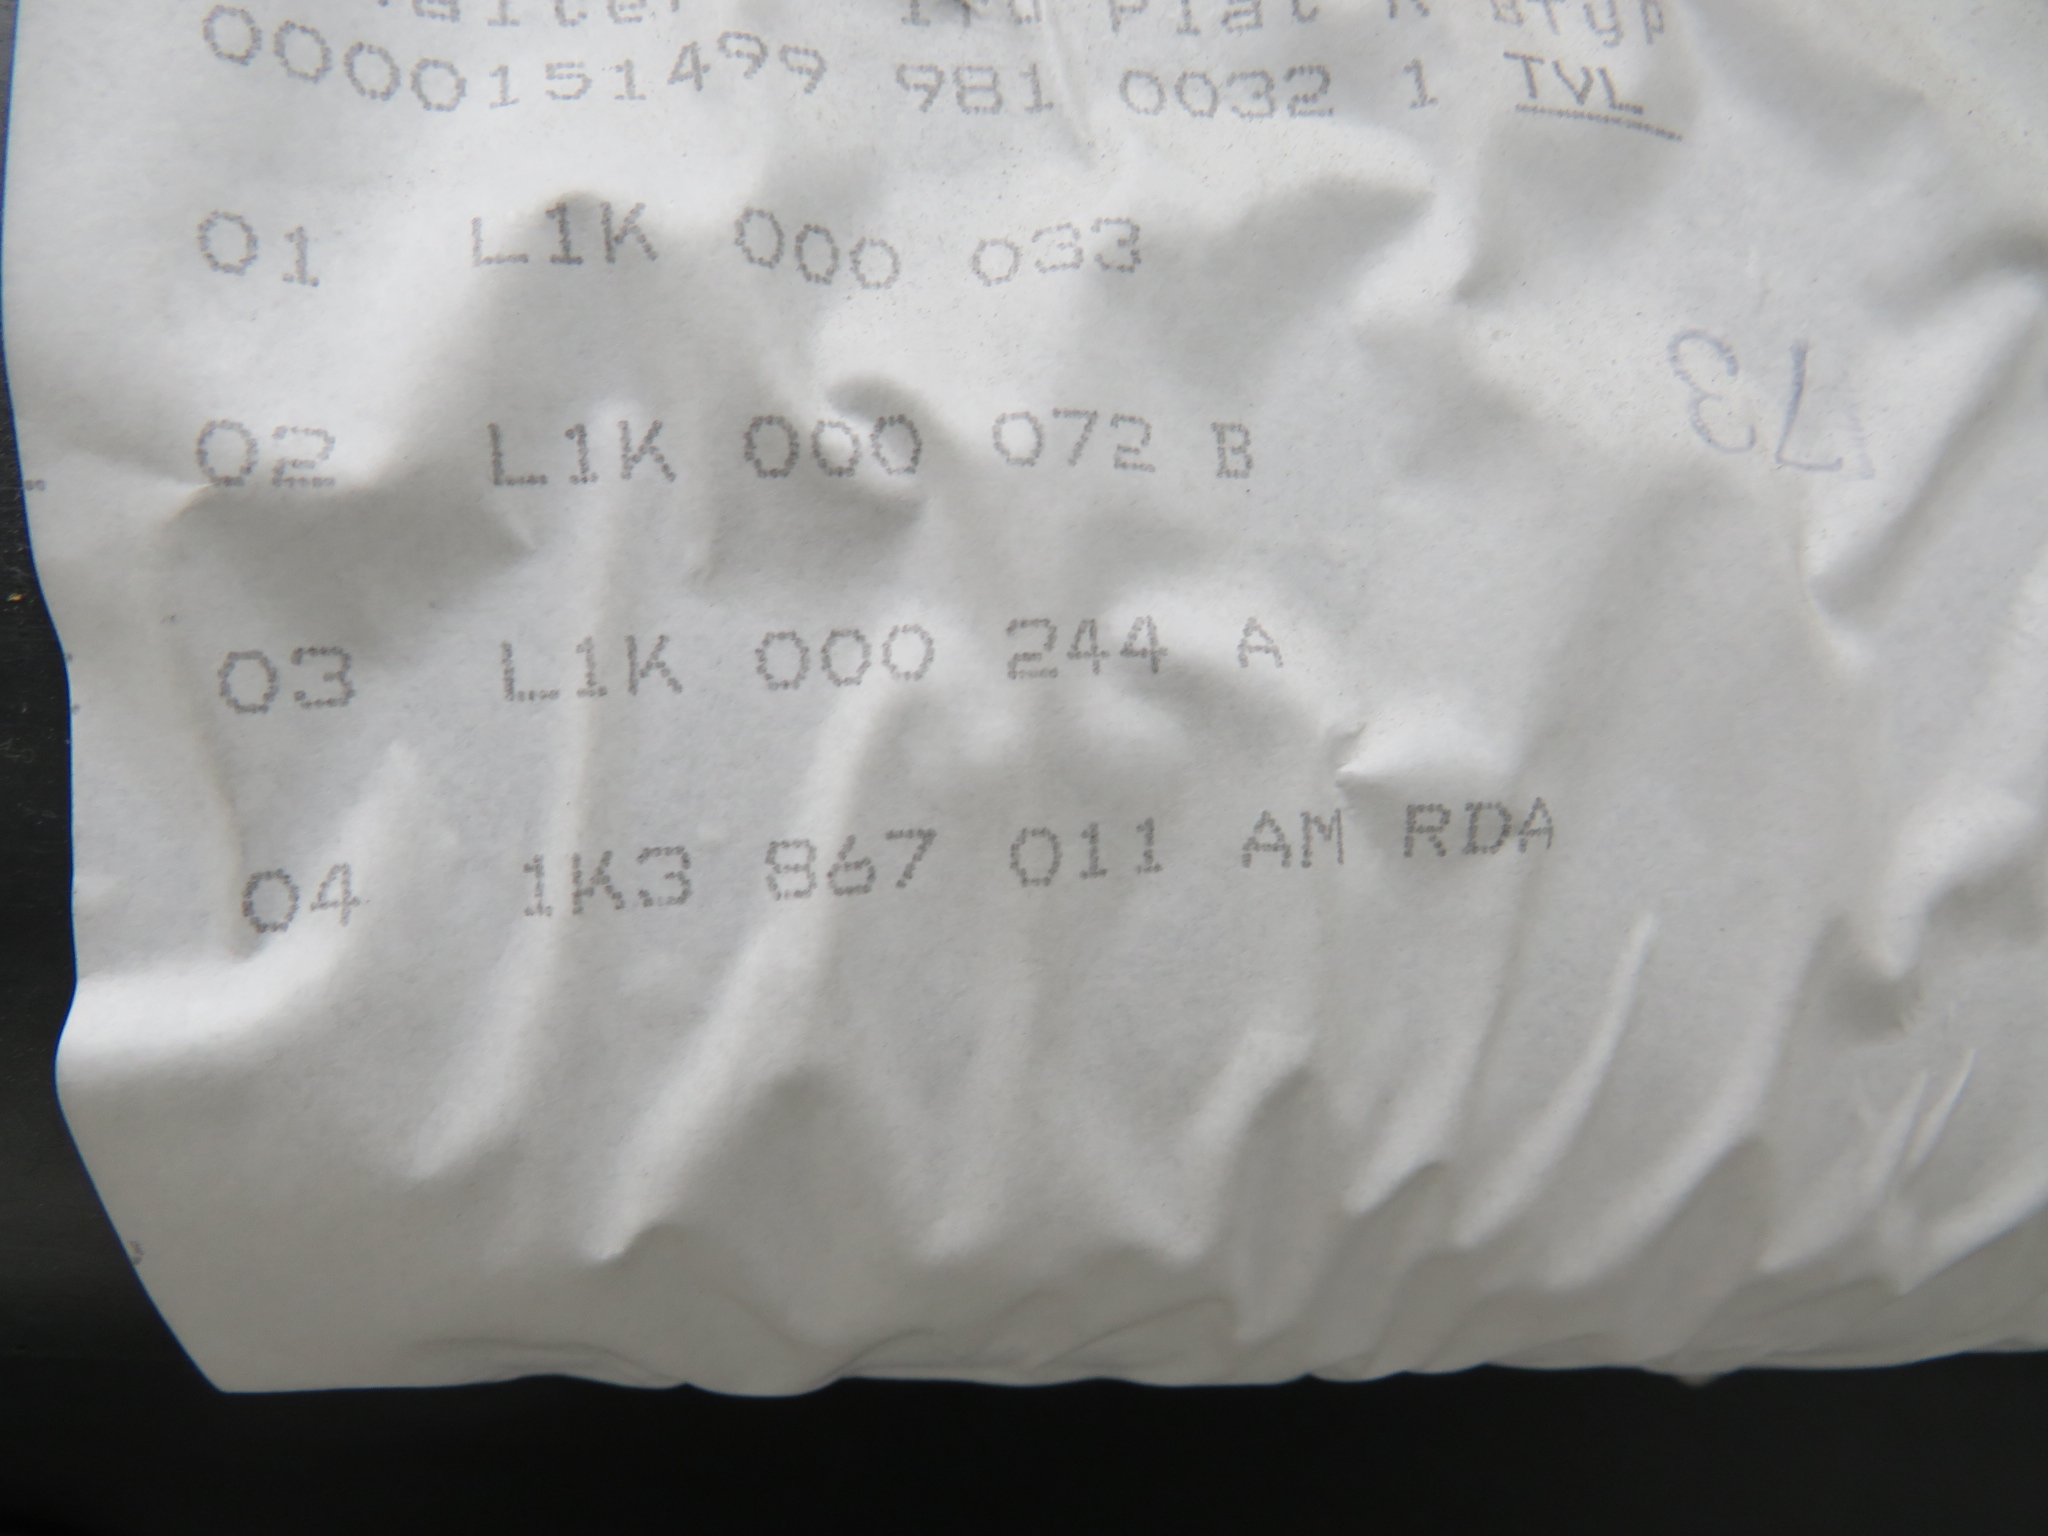 0000151499 981 0032 1 TVL
01 L1K 000 033
73
02 L1K 000 072 B
03 L1K 000 244 A
04 1K3 867 011 AM RDA